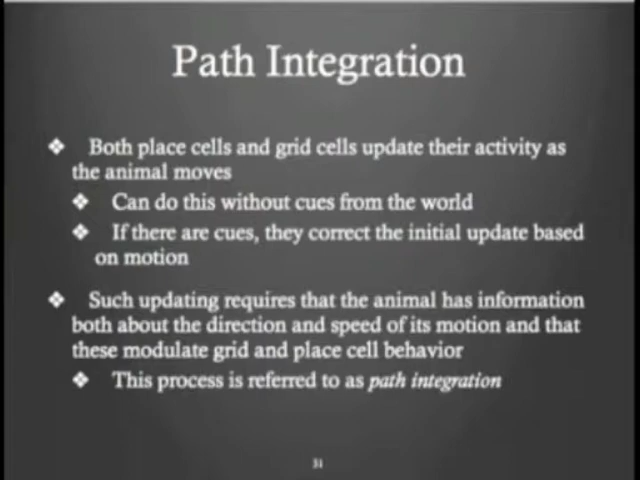 Path Integration
❖ Both place cells and grid cells update their activity as
the animal moves
❖ Can do this without cues from the world
❖ If there are cues, they correct the initial update based
on motion
❖ Such updating requires that the animal has information
both about the direction and speed of its motion and that
these modulate grid and place cell behavior
❖ This process is referred to as path integration
31